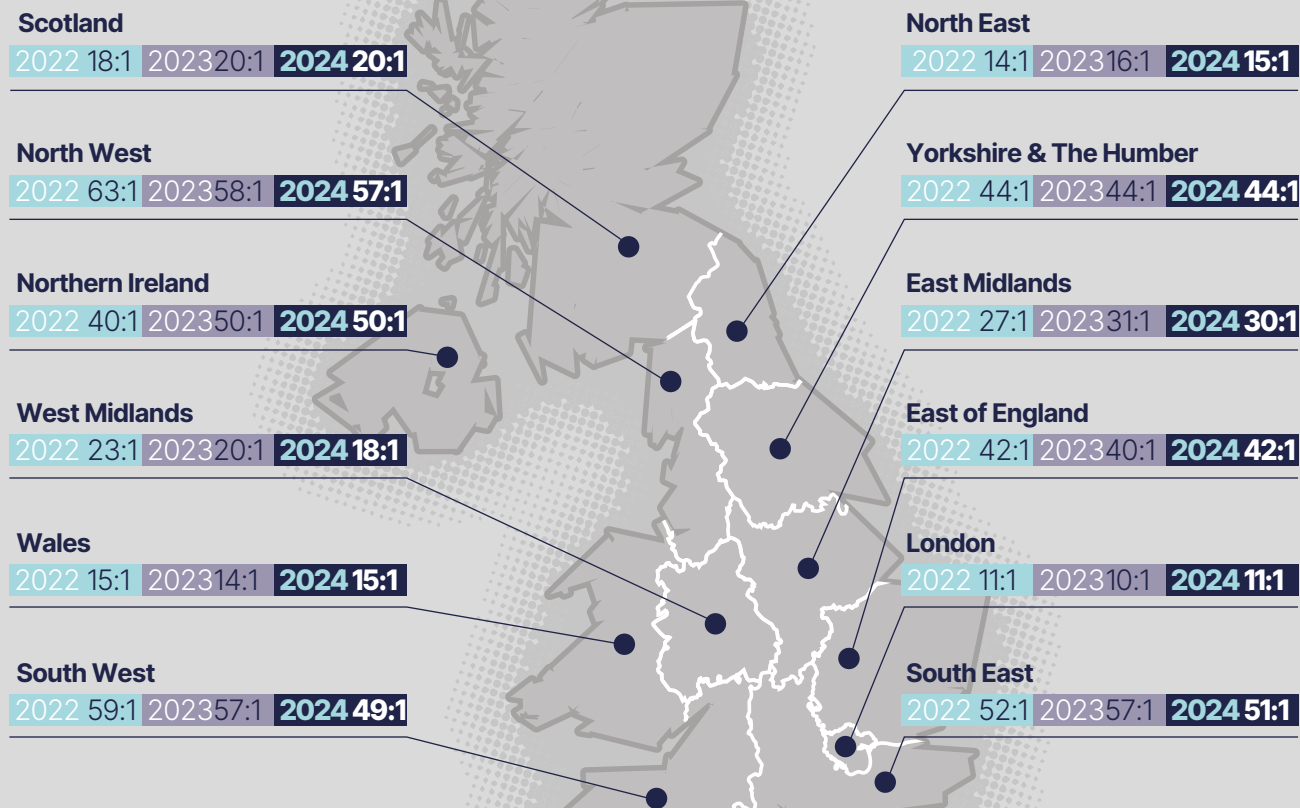 Scotland
2022 18:1 2023 20:1 2024 20:1
North West
2022 63:1 2023 58:1 2024 57:1
Northern Ireland
2022 40:1 2023 50:1 2024 50:1
West Midlands
2022 23:1 2023 20:1 2024 18:1
Wales
2022 15:1 2023 14:1 2024 15:1
South West
2022 59:1 2023 57:1 2024 49:1
North East
2022 14:1 2023 16:1 2024 15:1
Yorkshire & The Humber
2022 44:1 2023 44:1 2024 44:1
East Midlands
2022 27:1 2023 31:1 2024 30:1
East of England
2022 42:1 2023 40:1 2024 42:1
London
2022 11:1 2023 10:1 2024 11:1
South East
2022 52:1 2023 57:1 2024 51:1